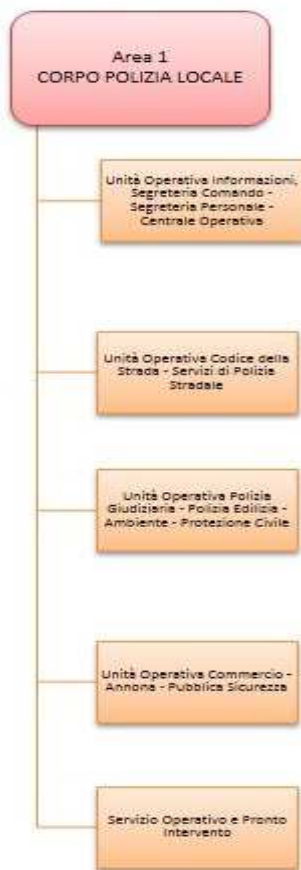 Area 1
CORPO POLIZIA LOCALE
Unità Operativa Informazioni,
Segreteria Comando -
Segreteria Personale -
Centrale Operativa
Unità Operativa Codice della
Strada - Servizi di Polizia
Stradale
Unità Operativa Polizia
Giudiziaria - Polizia Edilizia -
Ambiente - Protezione Civile
Unità Operativa Commercio -
Annona - Pubblica Sicurezza
Servizio Operativo e Pronto
Intervento